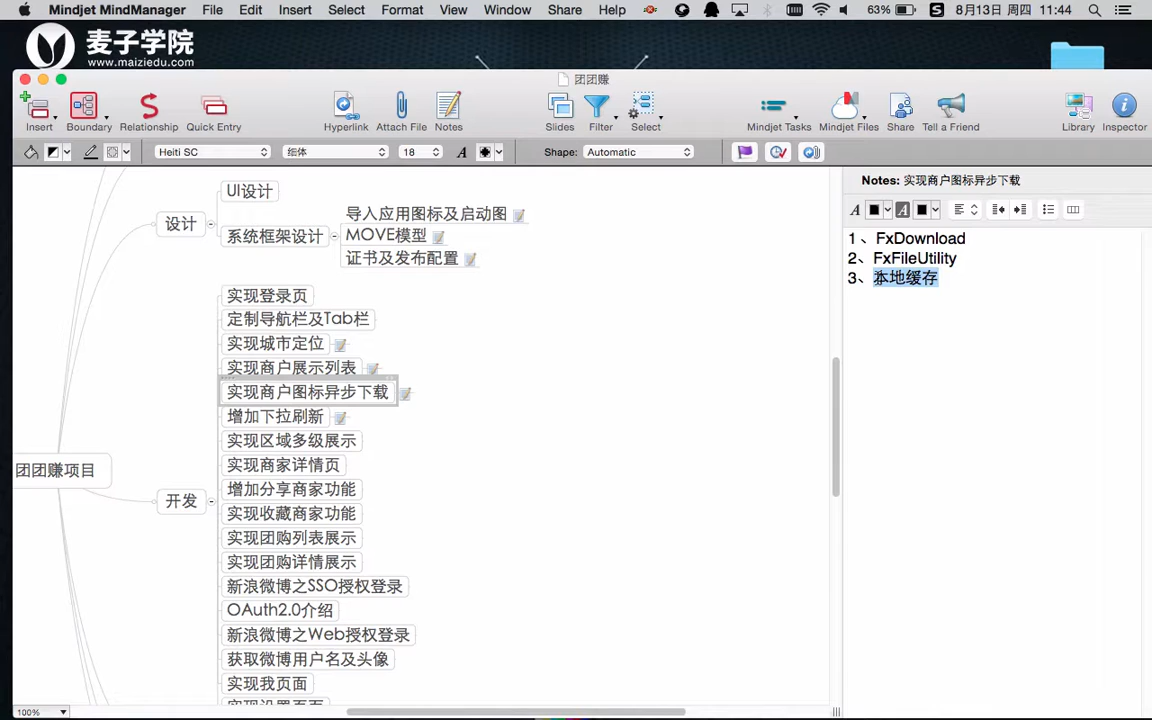 Mindjet MindManager File Edit Insert Select Format View Window Share Help 63% 8月13日 周四 11:44
麦子学院
www.maiziedu.com
团团赚
Insert Boundary Relationship Quick Entry Hyperlink Attach File Notes Slides Filter Select Mindjet Tasks Mindjet Files Share Tell a Friend Library Inspector
Heiti SC 细体 18 Shape: Automatic
Notes: 实现商户图标异步下载
1、FxDownload
2、FxFileUtility
3、本地缓存
UI设计
设计
系统框架设计
导入应用图标及启动图
MOVE模型
证书及发布配置
团团赚项目
开发
实现登录页
定制导航栏及Tab栏
实现城市定位
实现商户展示列表
实现商户图标异步下载
增加下拉刷新
实现区域多级展示
实现商家详情页
增加分享商家功能
实现收藏商家功能
实现团购列表展示
实现团购详情展示
新浪微博之SSO授权登录
OAuth2.0介绍
新浪微博之Web授权登录
获取微博用户名及头像
实现我页面
100%